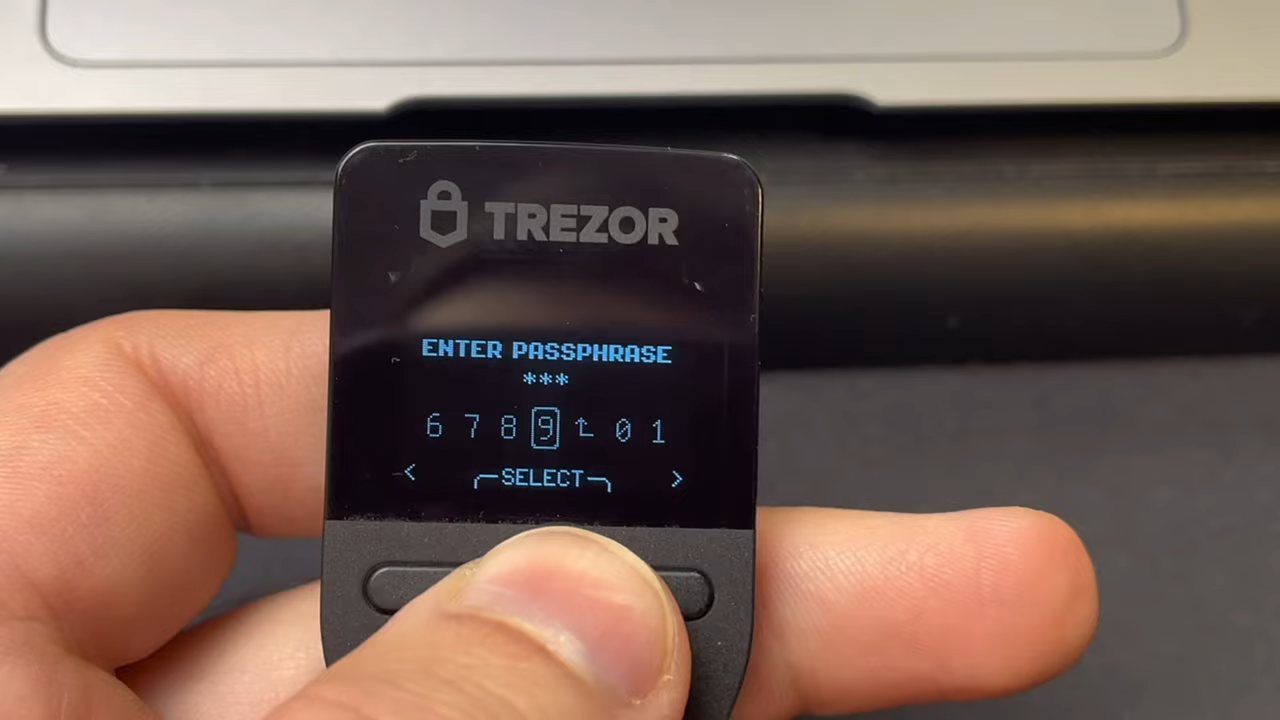 TREZOR
ENTER PASSPHRASE
***
6 7 8 9 0 1
< SELECT >